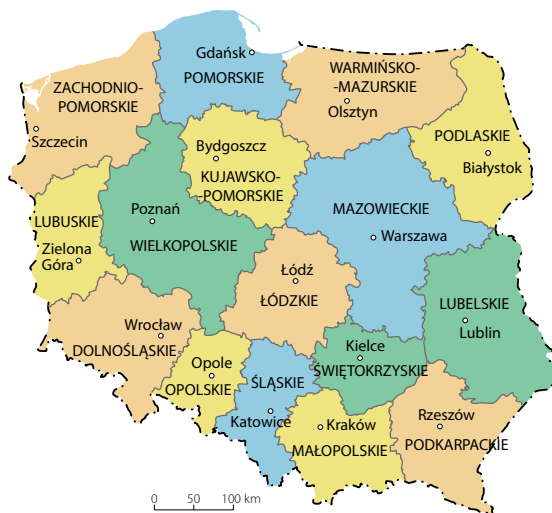 Gdańsk
POMORSKIE
ZACHODNIO-
POMORSKIE
Szczecin
WARMIŃSKO-
-MAZURSKIE
Olsztyn
PODLASKIE
Białystok
Bydgoszcz
KUJAWSKO-
POMORSKIE
LUBUSKIE
Zielona
Góra
Poznań
WIELKOPOLSKIE
MAZOWIECKIE
Warszawa
Łódź
ŁÓDZKIE
LUBELSKIE
Lublin
Wrocław
DOLNOŚLĄSKIE
Opole
OPOLSKIE
ŚLĄSKIE
Katowice
Kielce
ŚWIĘTOKRZYSKIE
Kraków
MAŁOPOLSKIE
Rzeszów
PODKARPACKIE
0 50 100 km